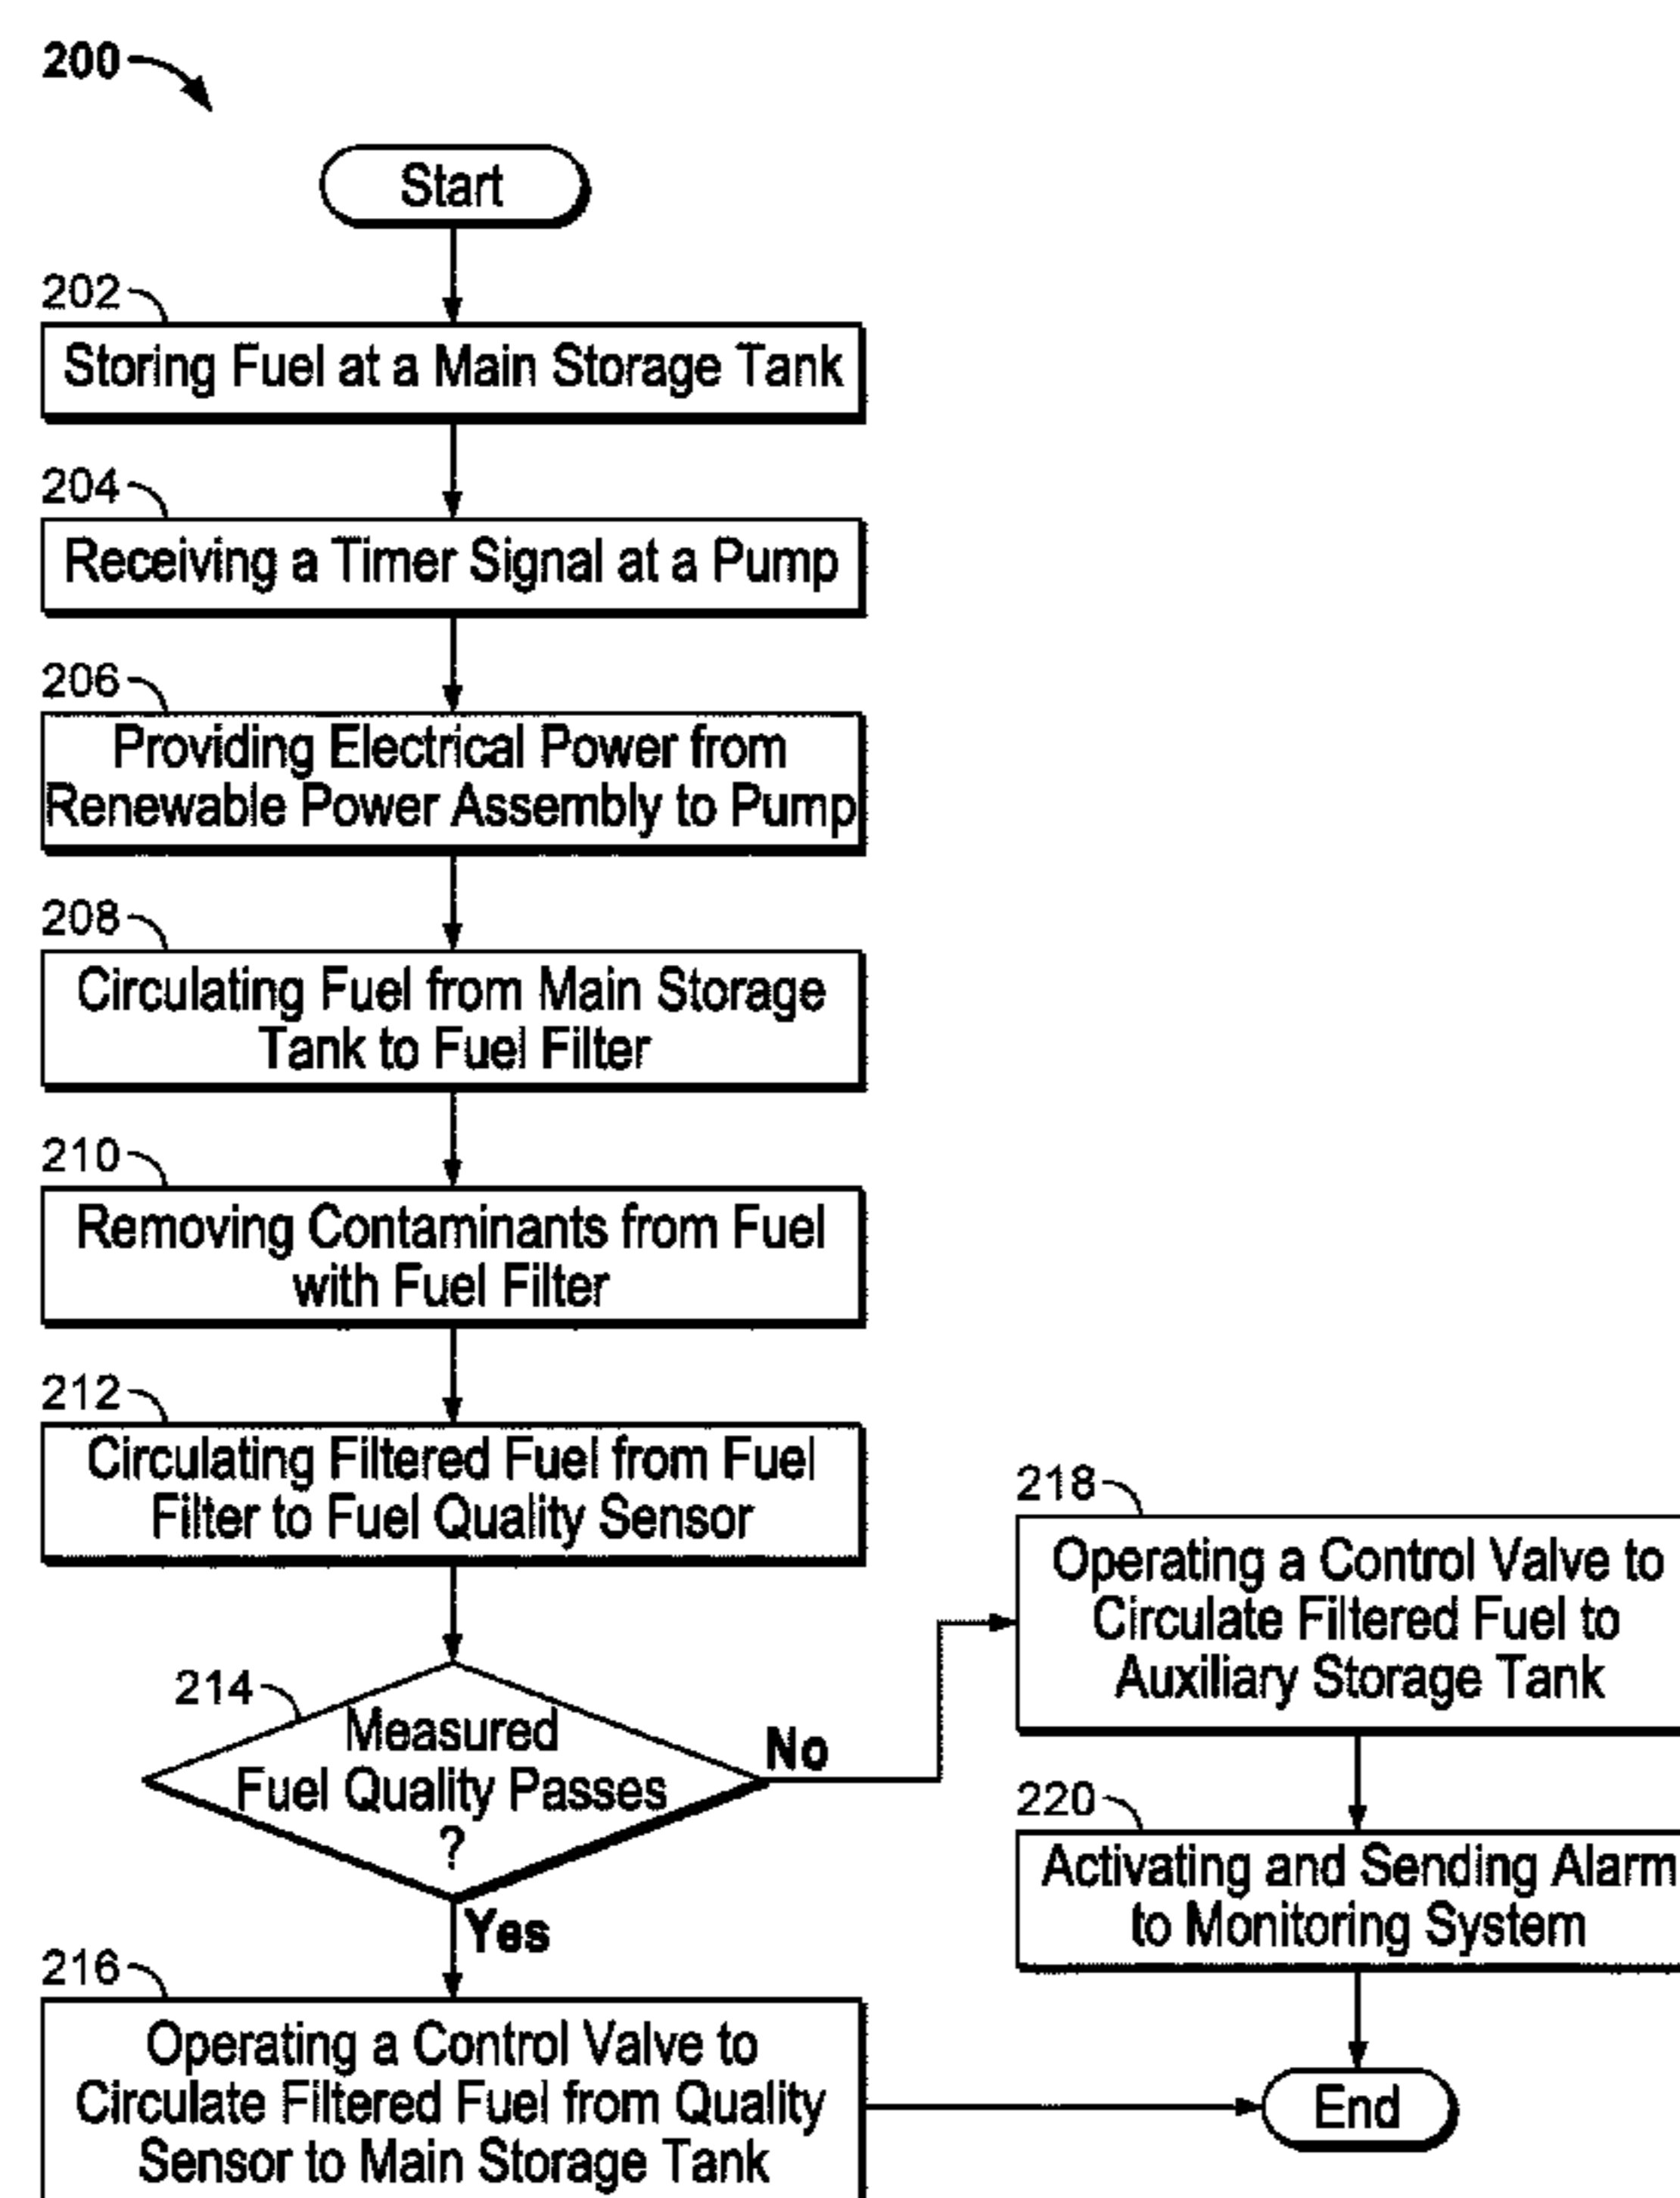 200
Start
202
Storing Fuel at a Main Storage Tank
204
Receiving a Timer Signal at a Pump
206
Providing Electrical Power from
Renewable Power Assembly to Pump
208
Circulating Fuel from Main Storage
Tank to Fuel Filter
210
Removing Contaminants from Fuel
with Fuel Filter
212
Circulating Filtered Fuel from Fuel
Filter to Fuel Quality Sensor
214
Measured
Fuel Quality Passes
?
No
Yes
216
Operating a Control Valve to
Circulate Filtered Fuel from Quality
Sensor to Main Storage Tank
218
Operating a Control Valve to
Circulate Filtered Fuel to
Auxiliary Storage Tank
220
Activating and Sending Alarm
to Monitoring System
End